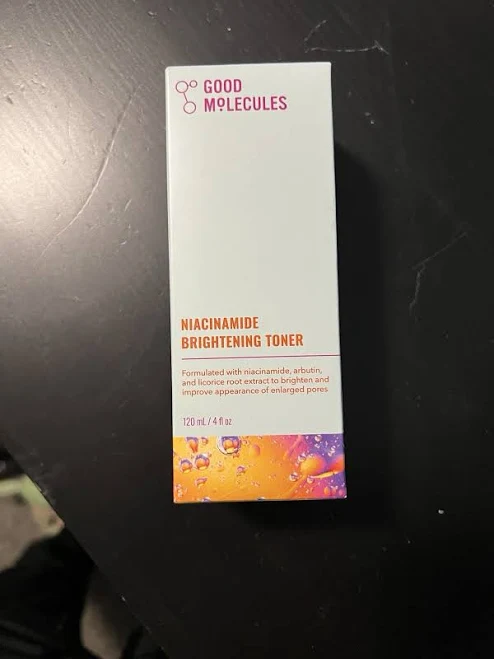 GOOD
MOLECULES
NIACINAMIDE
BRIGHTENING TONER
Formulated with niacinamide, arbutin,
and licorice root extract to brighten and
improve appearance of enlarged pores
120 mL / 4 fl oz